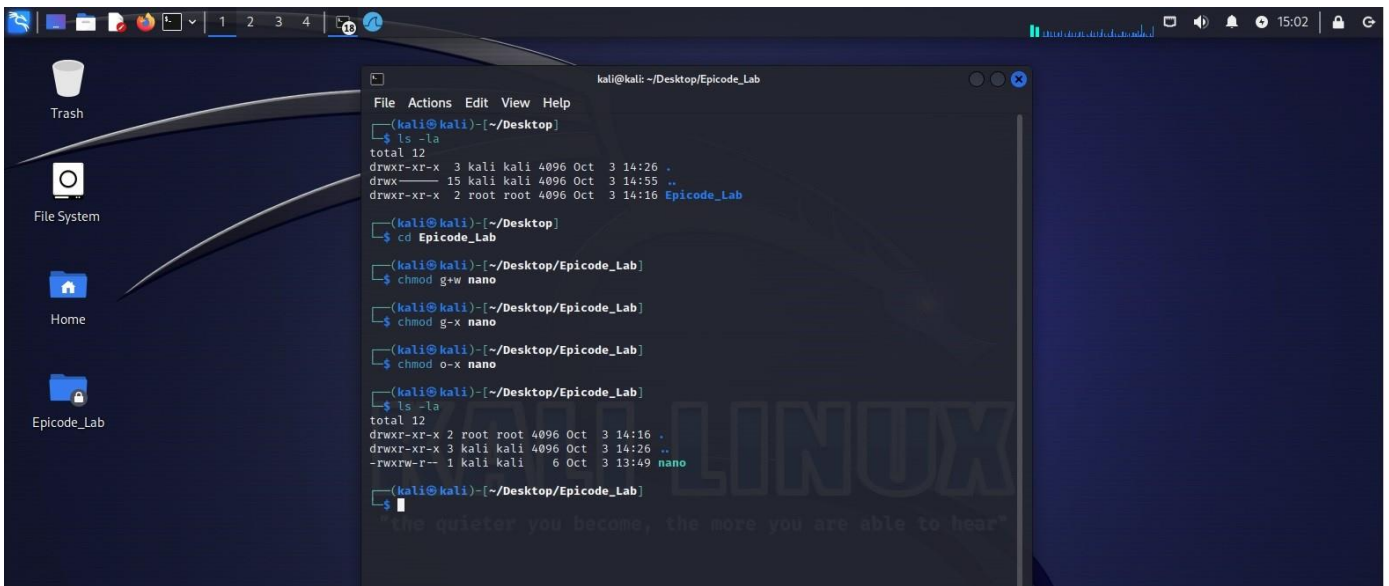 1 2 3 4 18 15:02
Trash
File System
Home
Epicode_Lab
kali@kali: ~/Desktop/Epicode_Lab
File Actions Edit View Help
┌──(kali㉿kali)-[~/Desktop]
└─$ ls -la
total 12
drwxr-xr-x  3 kali kali 4096 Oct  3 14:26 .
drwx------ 15 kali kali 4096 Oct  3 14:55 ..
drwxr-xr-x  2 root root 4096 Oct  3 14:16 Epicode_Lab
┌──(kali㉿kali)-[~/Desktop]
└─$ cd Epicode_Lab
┌──(kali㉿kali)-[~/Desktop/Epicode_Lab]
└─$ chmod g+w nano
┌──(kali㉿kali)-[~/Desktop/Epicode_Lab]
└─$ chmod g-x nano
┌──(kali㉿kali)-[~/Desktop/Epicode_Lab]
└─$ chmod o-x nano
┌──(kali㉿kali)-[~/Desktop/Epicode_Lab]
└─$ ls -la
total 12
drwxr-xr-x 2 root root 4096 Oct  3 14:16 .
drwxr-xr-x 3 kali kali 4096 Oct  3 14:26 ..
-rwxrw-r-- 1 kali kali    6 Oct  3 13:49 nano
┌──(kali㉿kali)-[~/Desktop/Epicode_Lab]
└─$
KALI LINUX
"the quieter you become, the more you are able to hear"